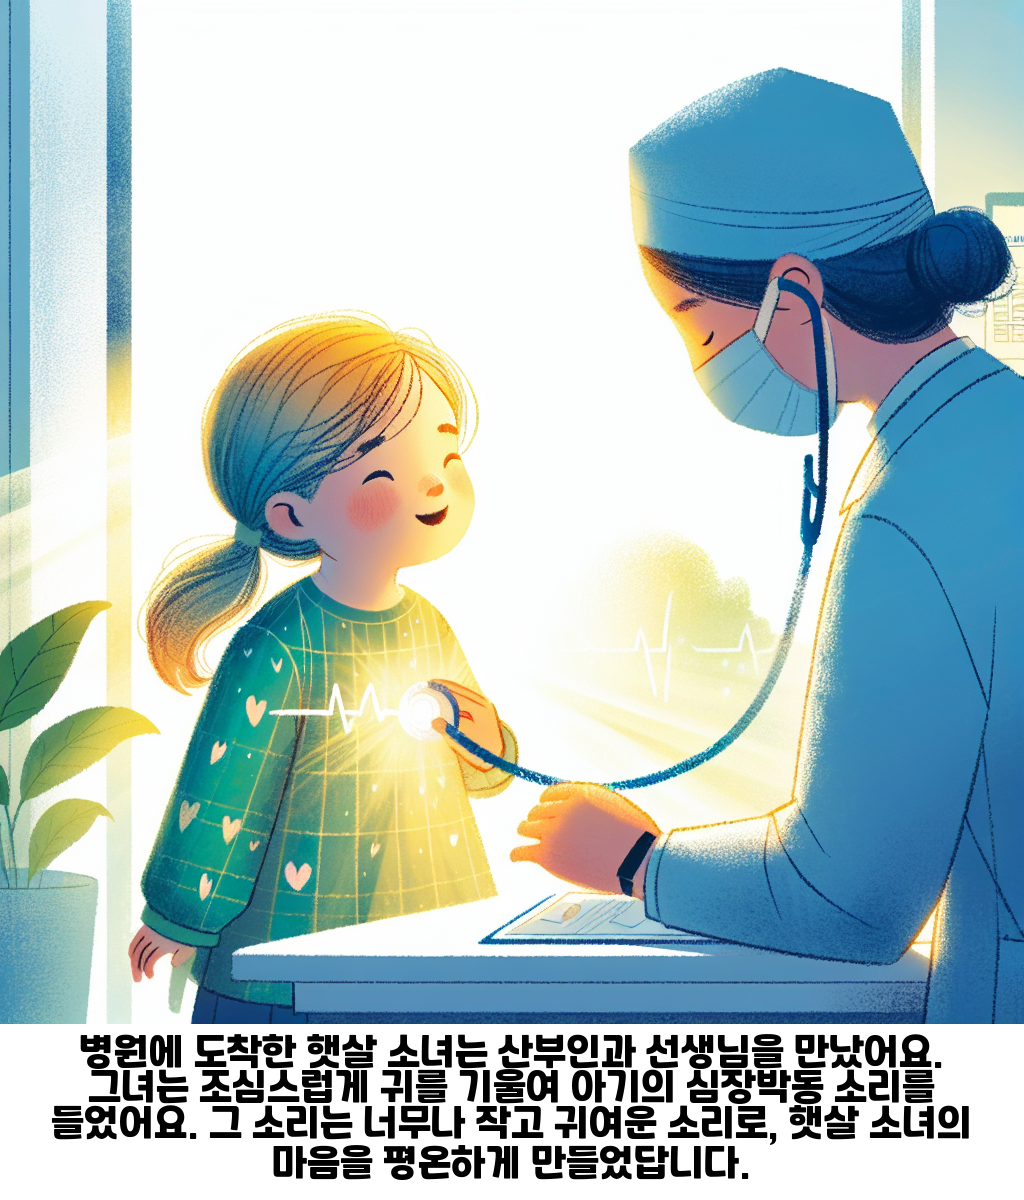 병원에 도착한 햇살 소녀는 산부인과 선생님을 만났어요.
그녀는 조심스럽게 귀를 기울여 아기의 심장박동 소리를
들었어요. 그 소리는 너무나 작고 귀여운 소리로, 햇살 소녀의
마음을 평온하게 만들었답니다.